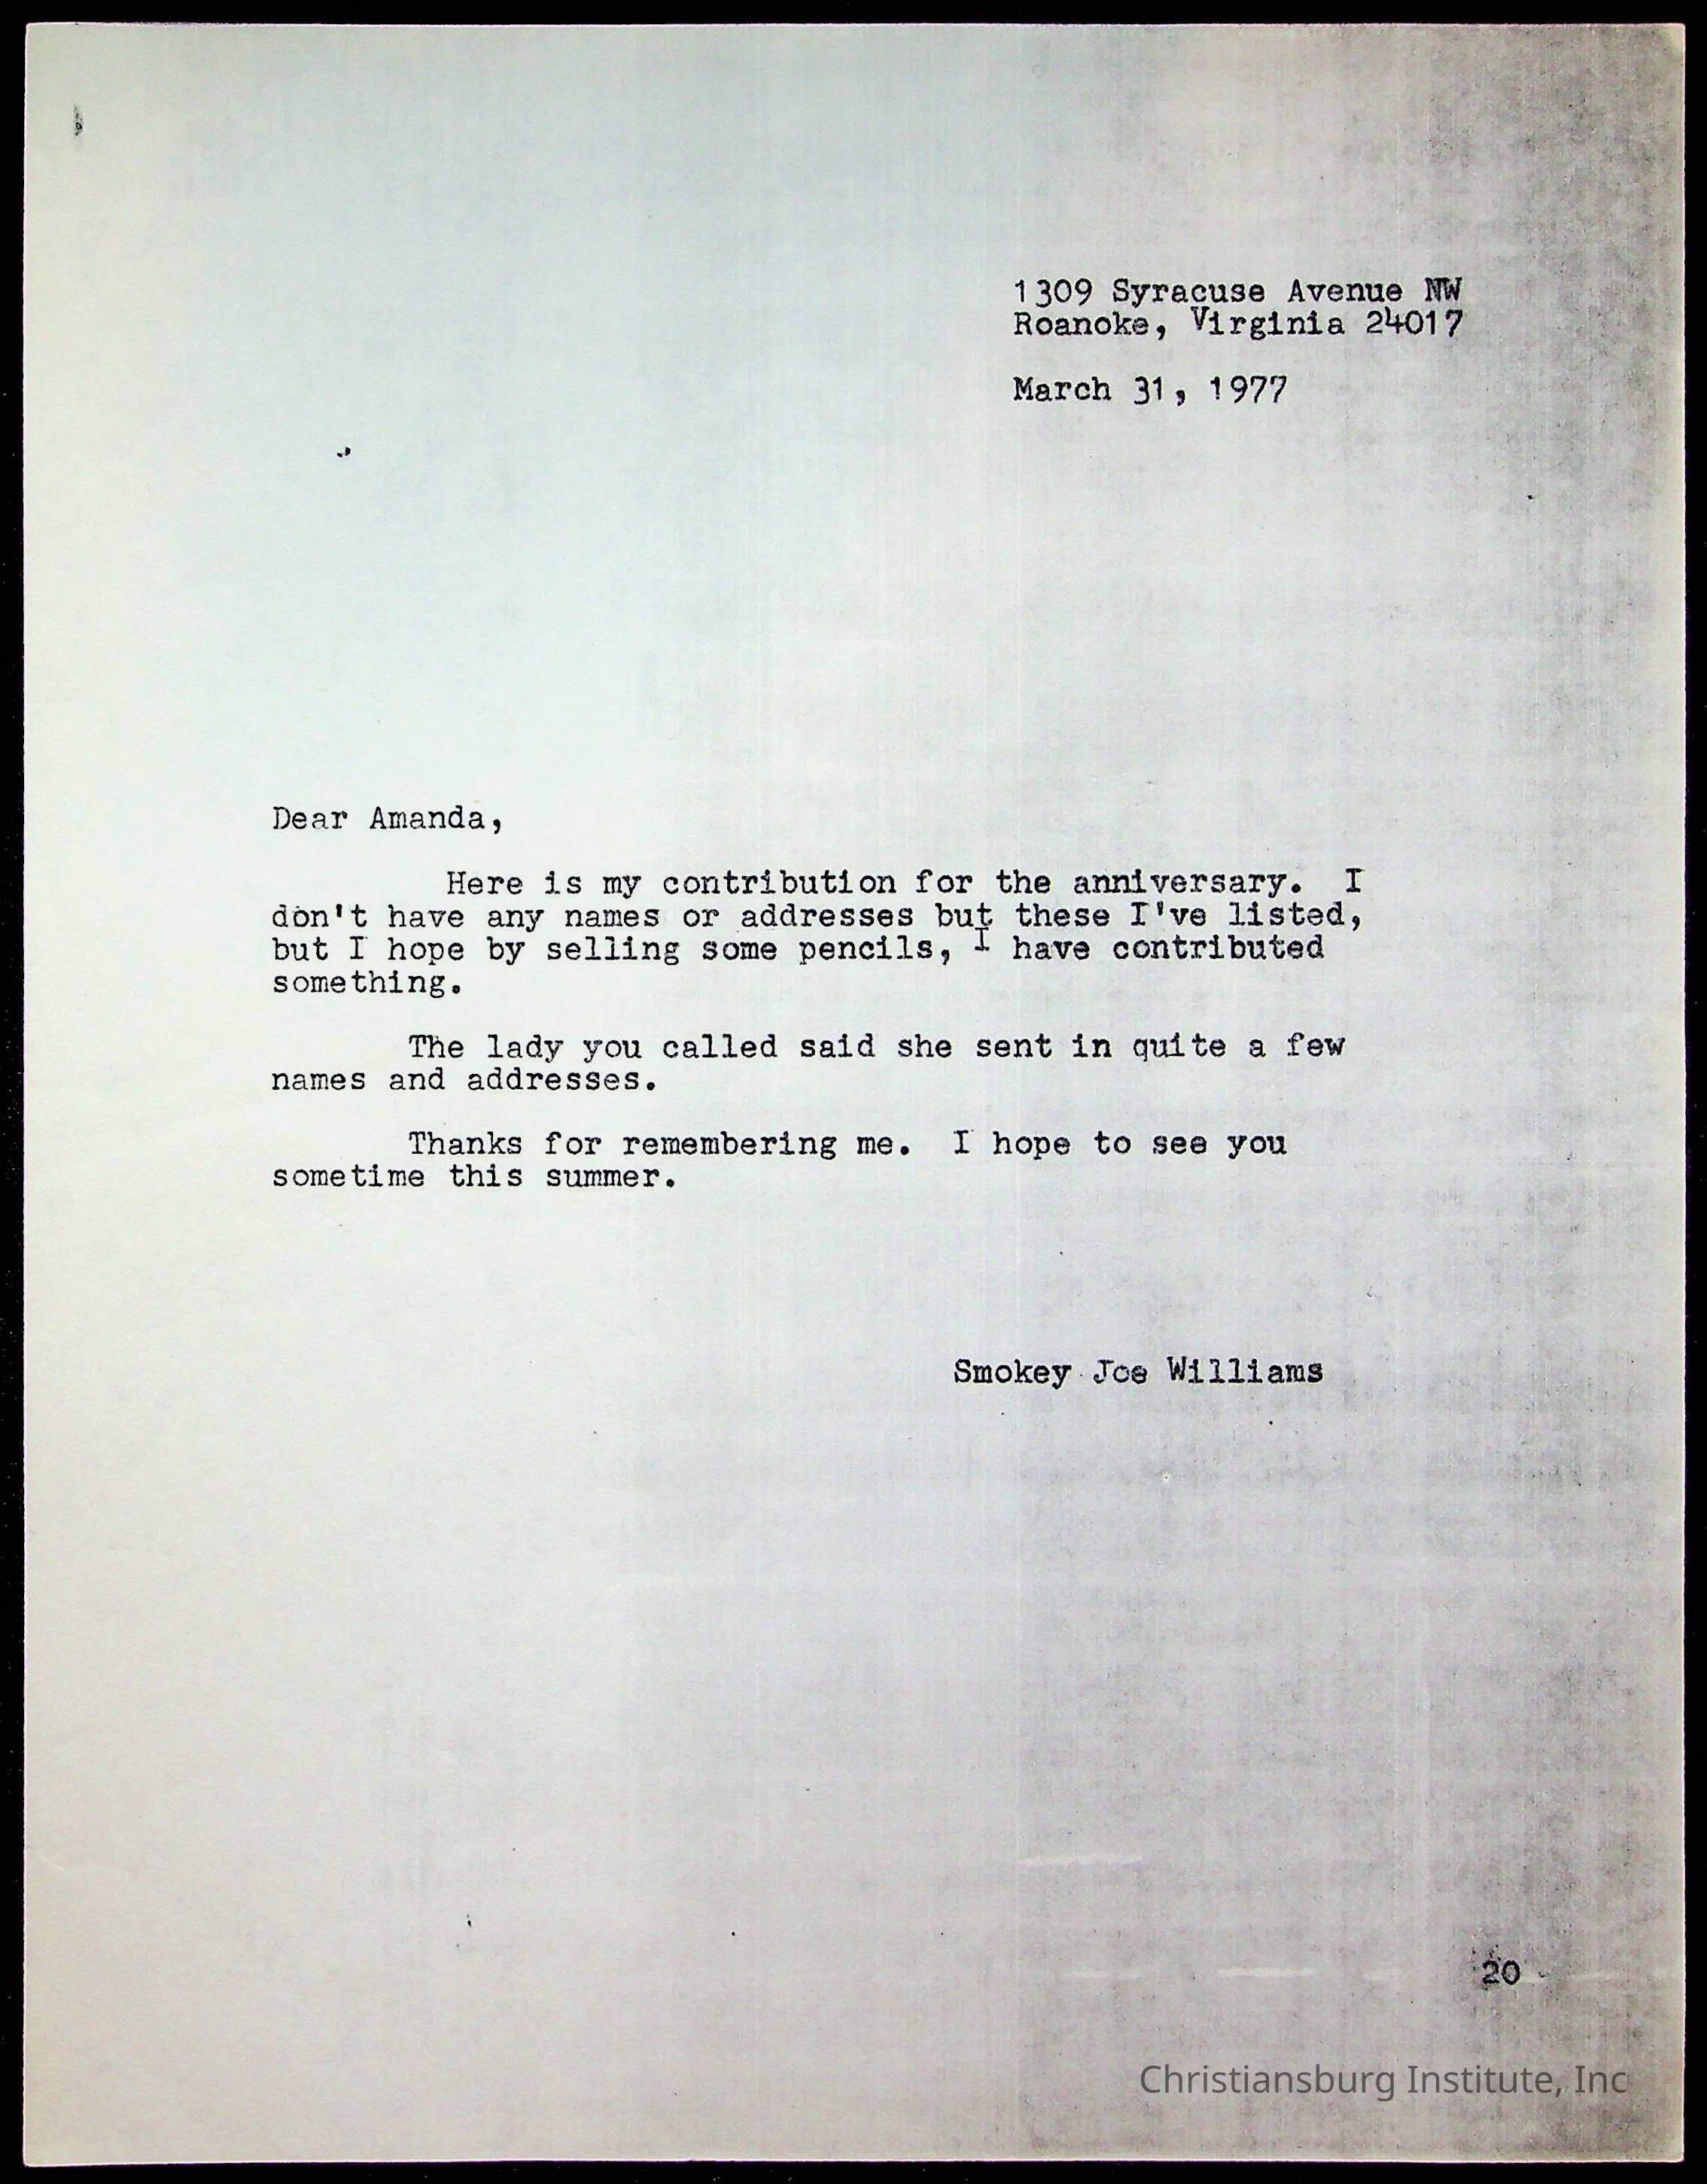 1309 Syracuse Avenue NW
Roanoke, Virginia 24017
March 31, 1977
Dear Amanda,
Here is my contribution for the anniversary. I
don't have any names or addresses but these I've listed,
but I hope by selling some pencils, I have contributed
something.
The lady you called said she sent in quite a few
names and addresses.
Thanks for remembering me. I hope to see you
sometime this summer.
Smokey Joe Williams
20
Christiansburg Institute, Inc